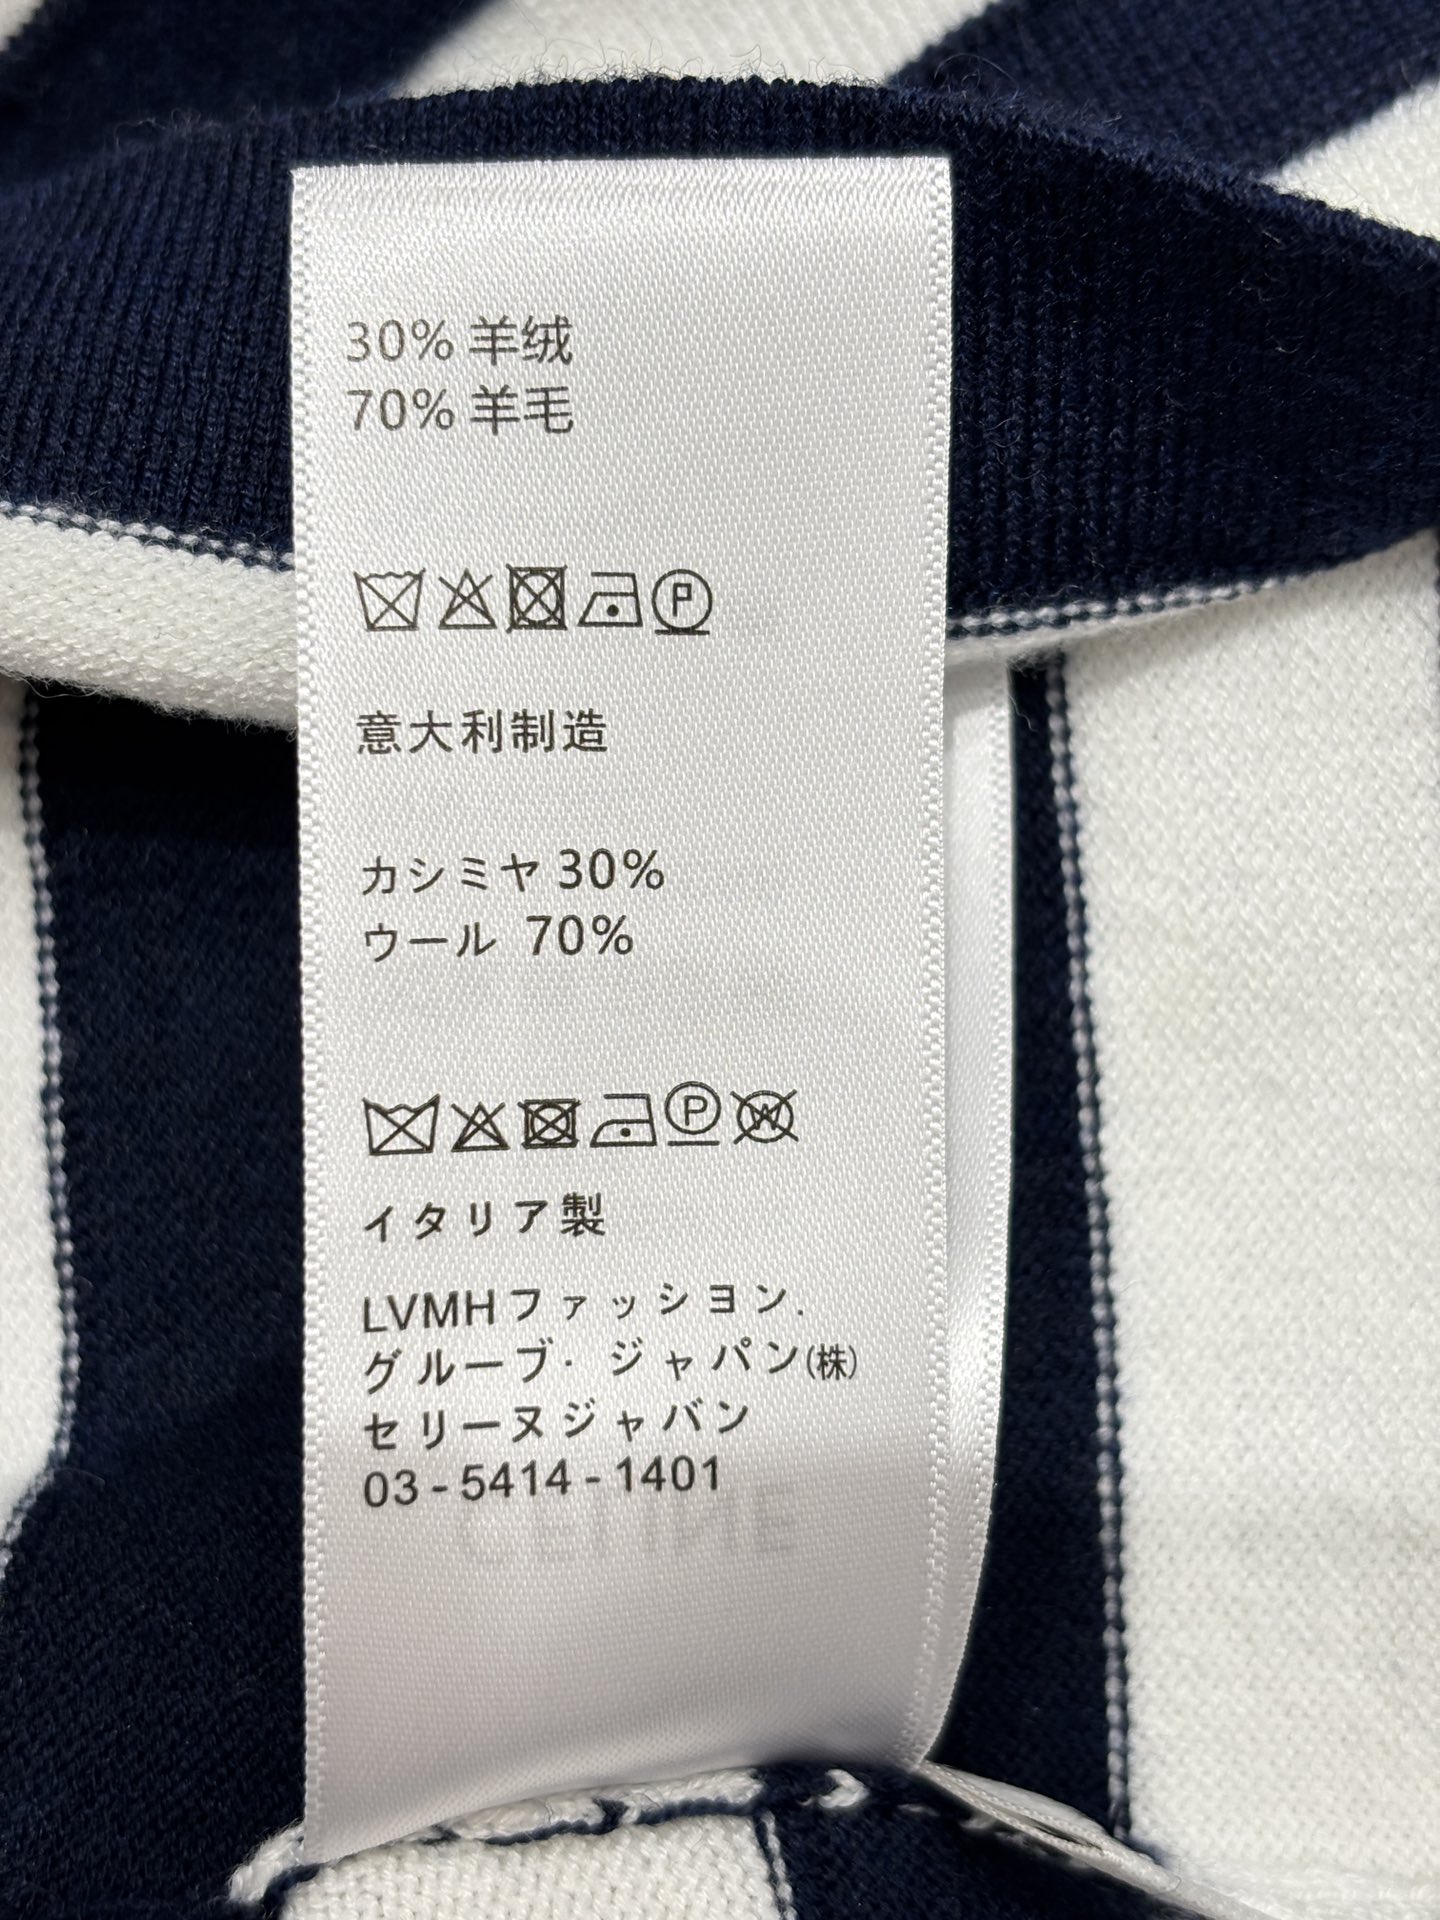 30% 羊绒
70% 羊毛
意大利制造
カシミヤ 30%
ウール 70%
P
P W
イタリア製
LVMHファッション.
グループ· ジャパン(株)
セリーヌジャバン
03-5414-1401
CELINE